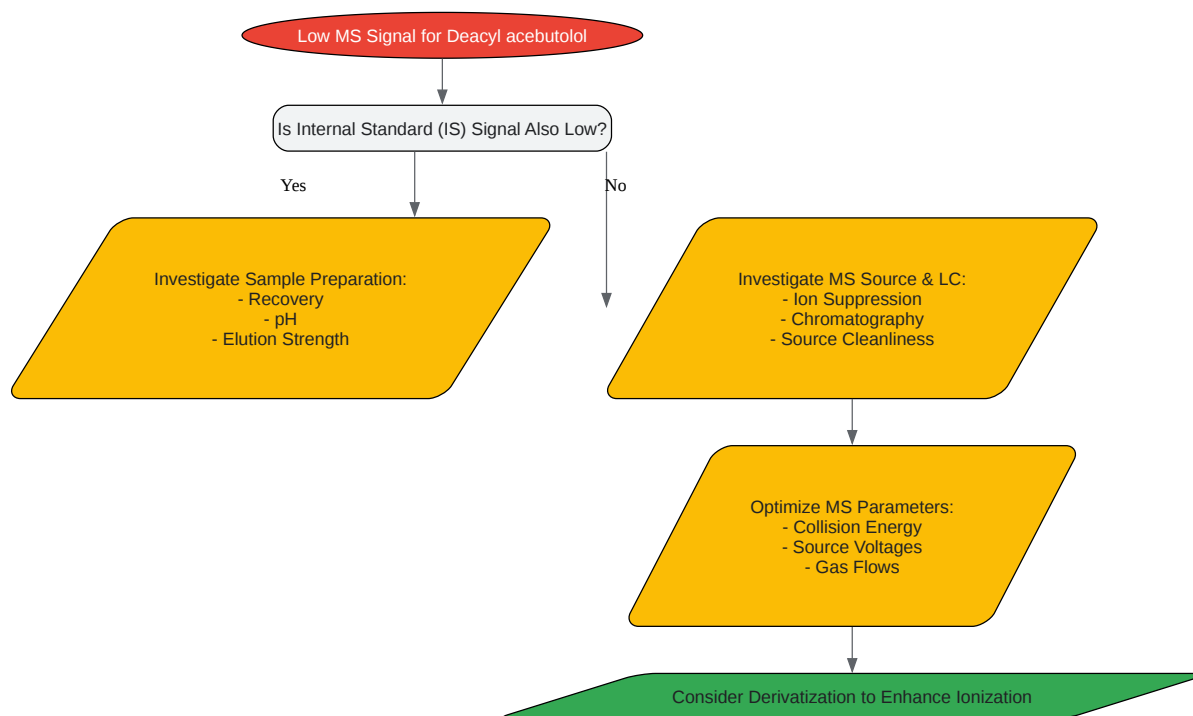 Low MS Signal for Deacyl acebutolol
Is Internal Standard (IS) Signal Also Low?
Yes
No
Investigate Sample Preparation:
- Recovery
- pH
- Elution Strength
Investigate MS Source & LC:
- Ion Suppression
- Chromatography
- Source Cleanliness
Optimize MS Parameters:
- Collision Energy
- Source Voltages
- Gas Flows
Consider Derivatization to Enhance Ionization